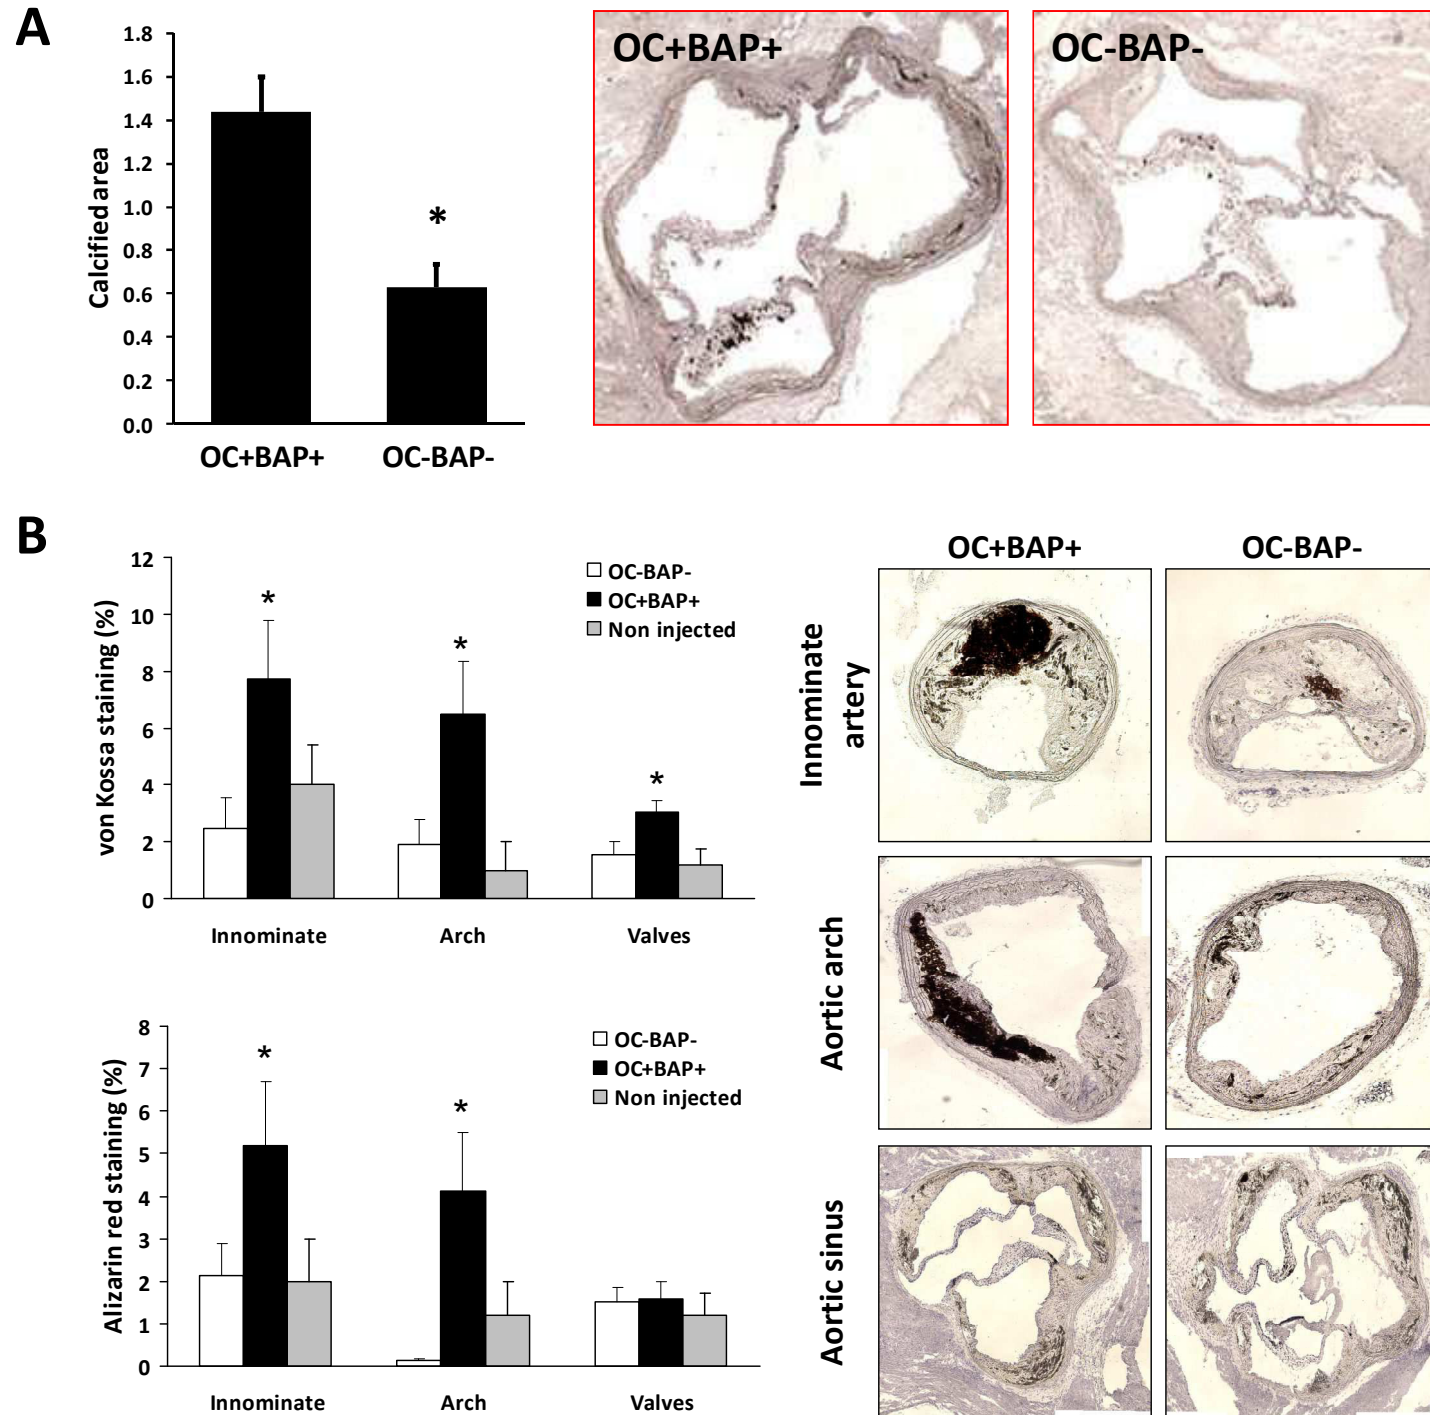 A
1.8
1.6
1.4
1.2
1.0
0.8
0.6
0.4
0.2
0.0
Calcified area
*
OC+BAP+ OC-BAP-
OC+BAP+
OC-BAP-
B
12
10
8
6
4
2
0
von Kossa staining (%)
* * *
OC-BAP-
OC+BAP+
Non injected
Innominate Arch Valves
8
7
6
5
4
3
2
1
0
Alizarin red staining (%)
* *
OC-BAP-
OC+BAP+
Non injected
Innominate Arch Valves
OC+BAP+ OC-BAP-
Innominate
artery
Aortic arch
Aortic sinus